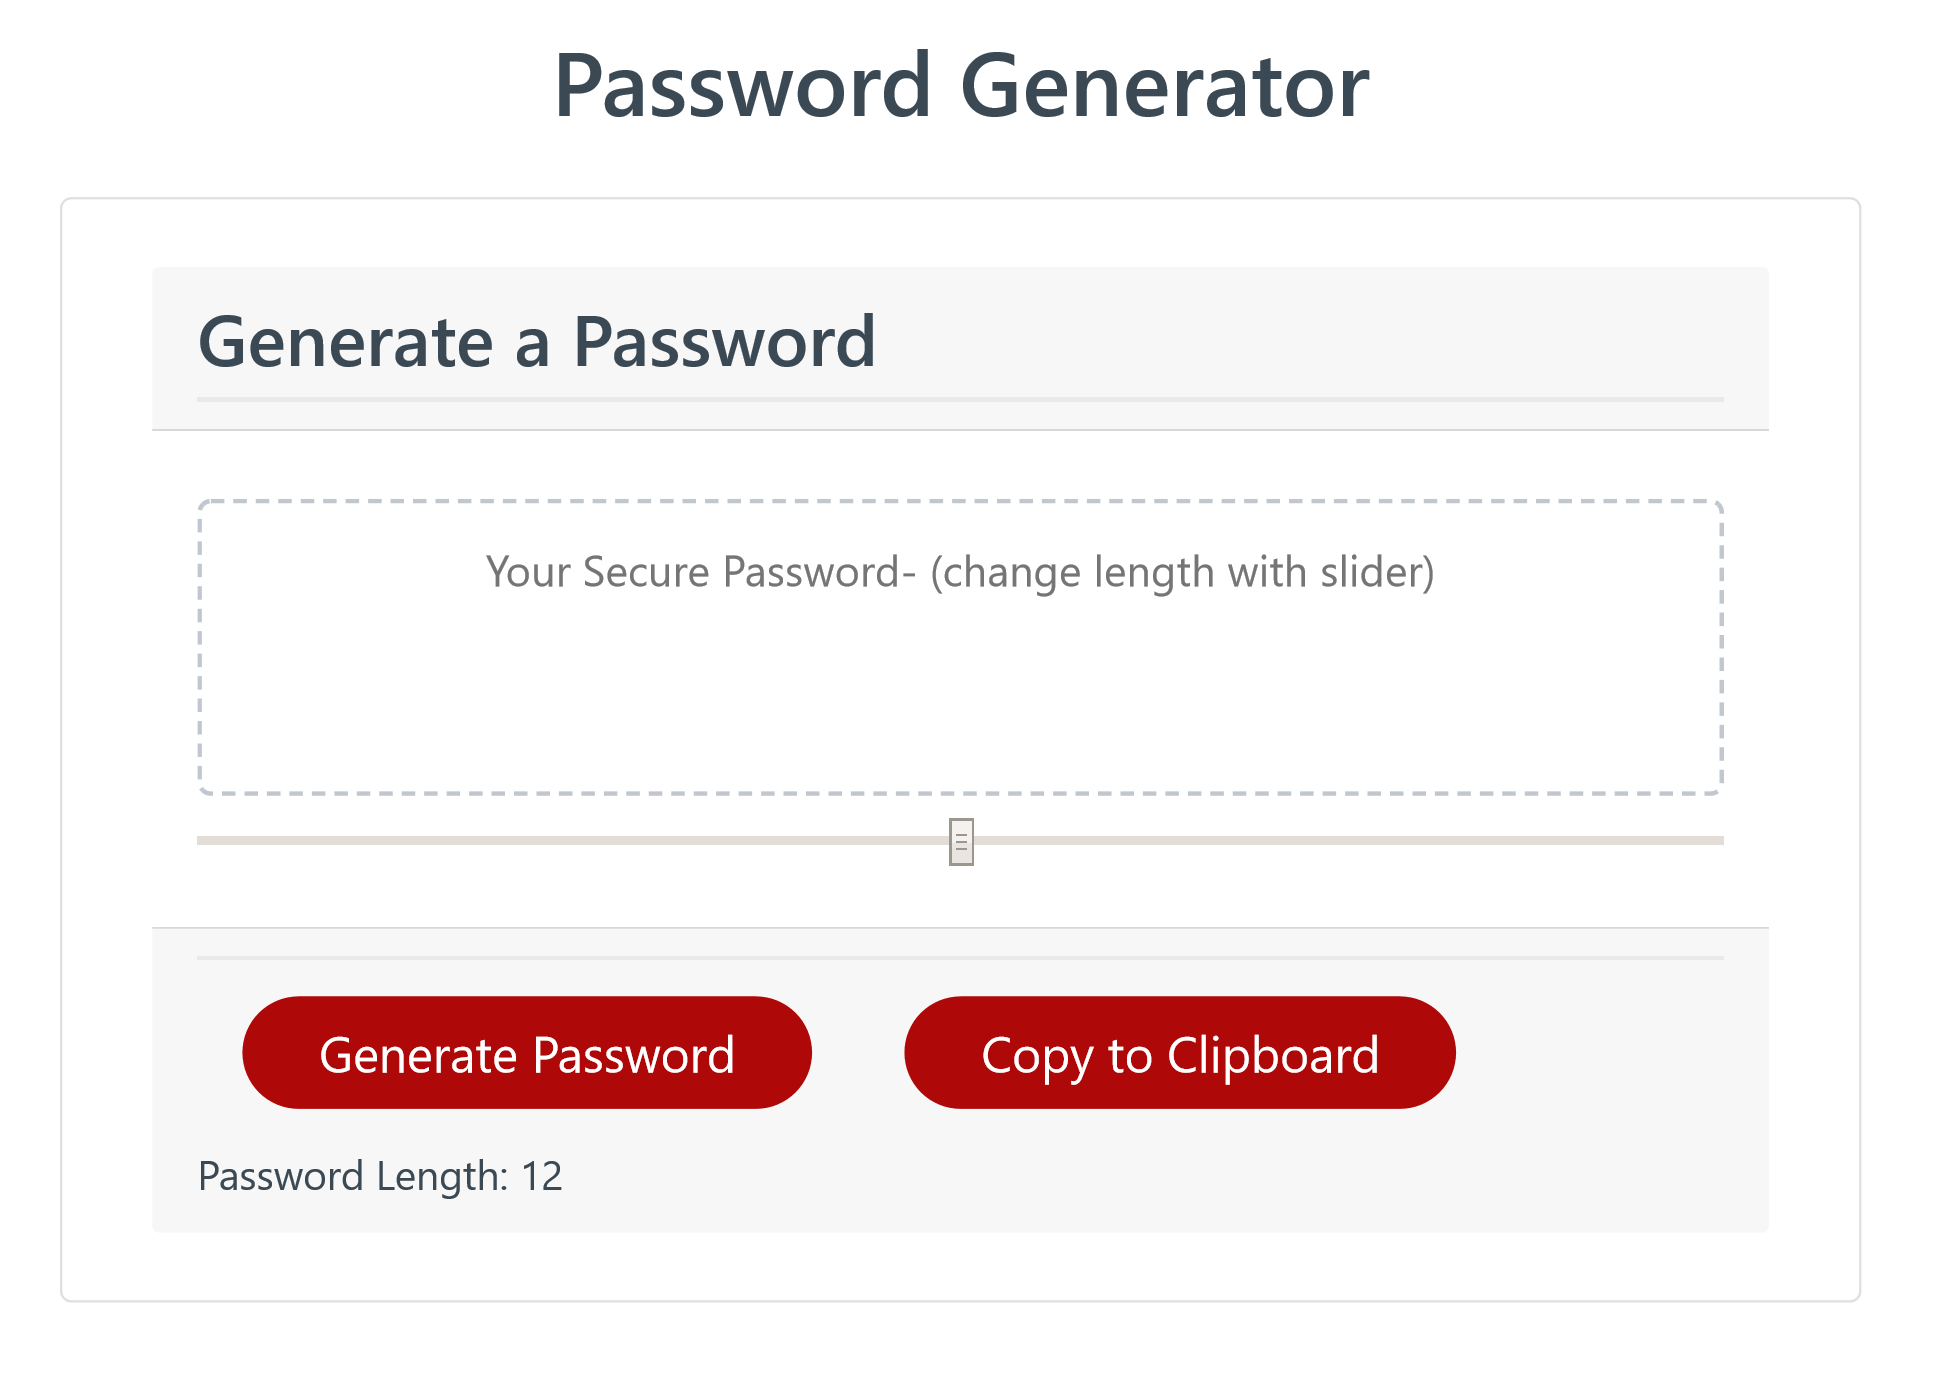 Password Generator
Generate a Password
Your Secure Password- (change length with slider)
Generate Password
Copy to Clipboard
Password Length: 12